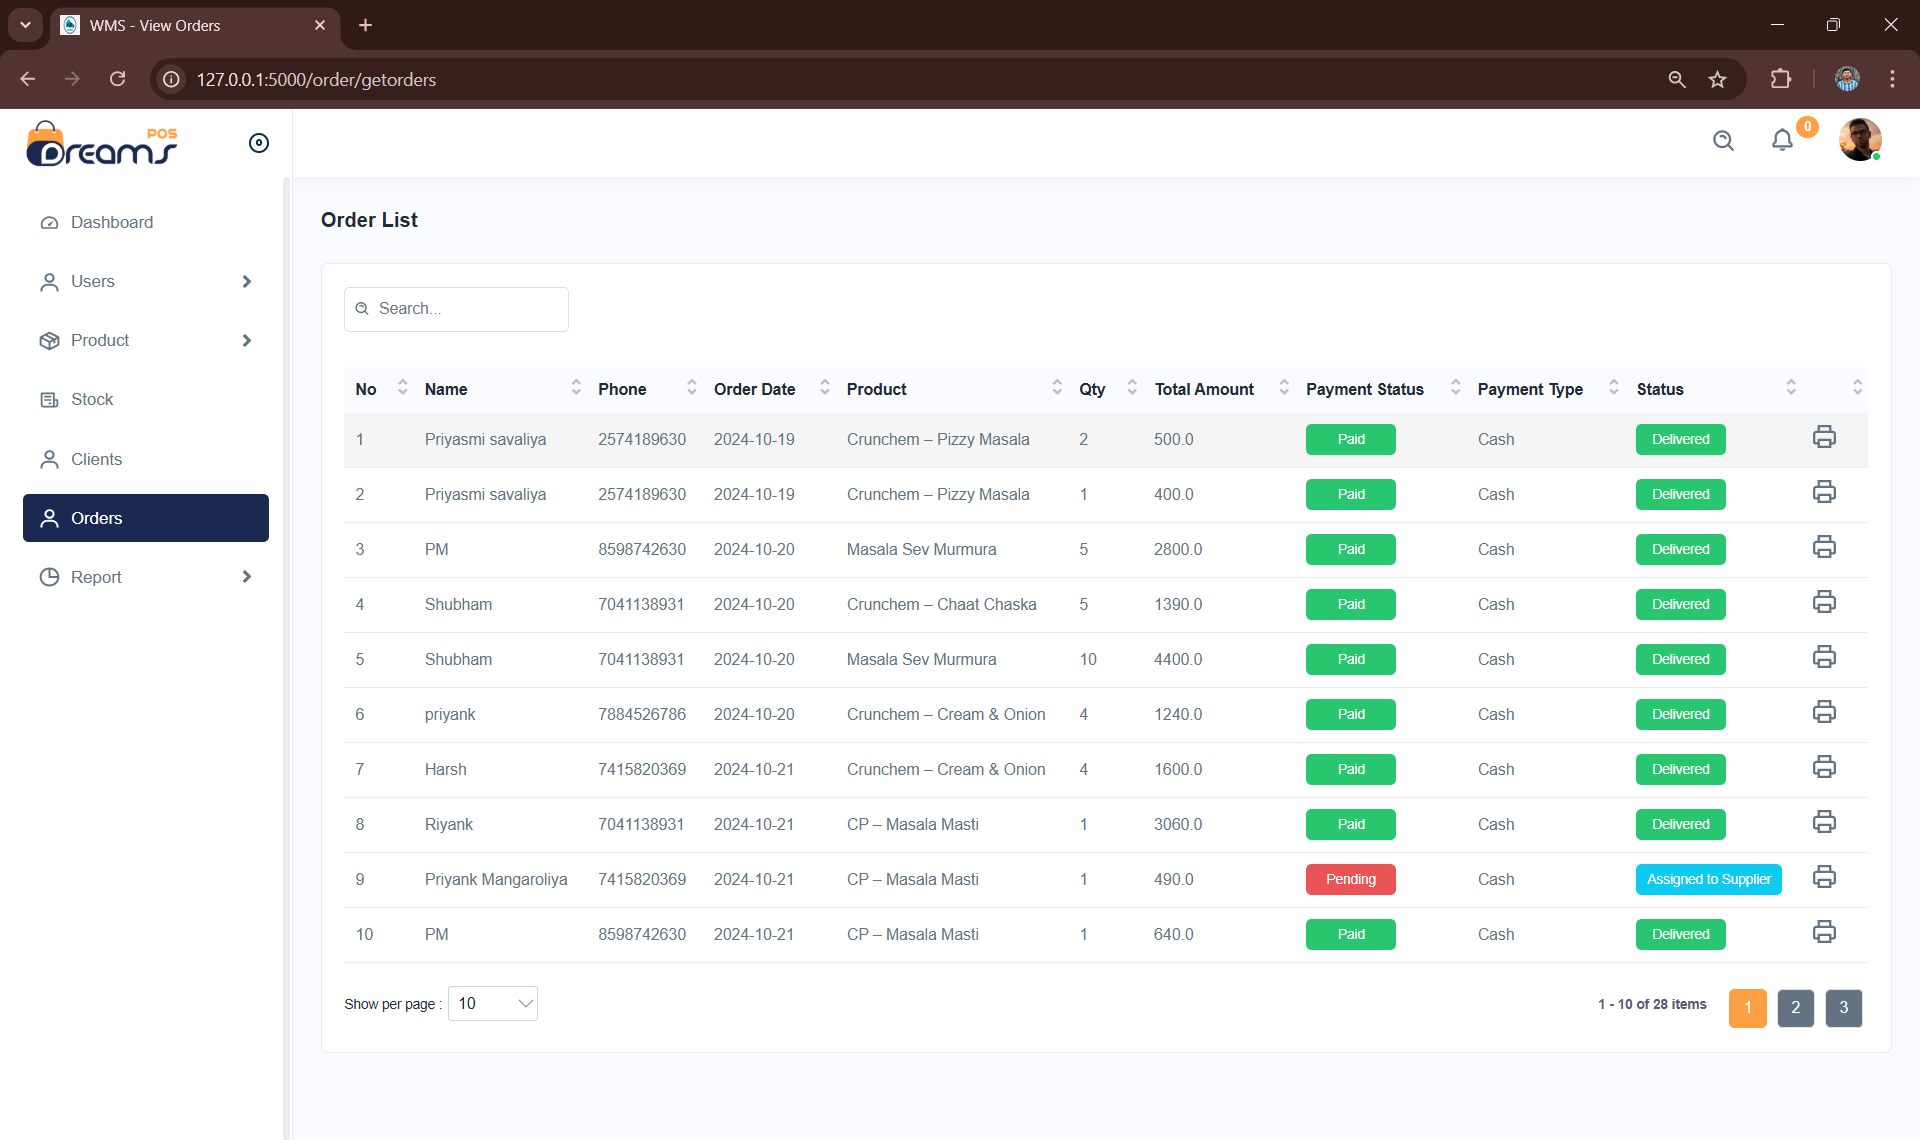 WMS - View Orders
127.0.0.1:5000/order/getorders
POS
Dreams
0
Dashboard
Users
Product
Stock
Clients
Orders
Report
Order List
Search...
No Name Phone Order Date Product Qty Total Amount Payment Status Payment Type Status
1 Priyasmi savaliya 2574189630 2024-10-19 Crunchem – Pizzy Masala 2 500.0 Paid Cash Delivered
2 Priyasmi savaliya 2574189630 2024-10-19 Crunchem – Pizzy Masala 1 400.0 Paid Cash Delivered
3 PM 8598742630 2024-10-20 Masala Sev Murmura 5 2800.0 Paid Cash Delivered
4 Shubham 7041138931 2024-10-20 Crunchem – Chaat Chaska 5 1390.0 Paid Cash Delivered
5 Shubham 7041138931 2024-10-20 Masala Sev Murmura 10 4400.0 Paid Cash Delivered
6 priyank 7884526786 2024-10-20 Crunchem – Cream & Onion 4 1240.0 Paid Cash Delivered
7 Harsh 7415820369 2024-10-21 Crunchem – Cream & Onion 4 1600.0 Paid Cash Delivered
8 Riyank 7041138931 2024-10-21 CP – Masala Masti 1 3060.0 Paid Cash Delivered
9 Priyank Mangaroliya 7415820369 2024-10-21 CP – Masala Masti 1 490.0 Pending Cash Assigned to Supplier
10 PM 8598742630 2024-10-21 CP – Masala Masti 1 640.0 Paid Cash Delivered
Show per page : 10
1 - 10 of 28 items 1 2 3